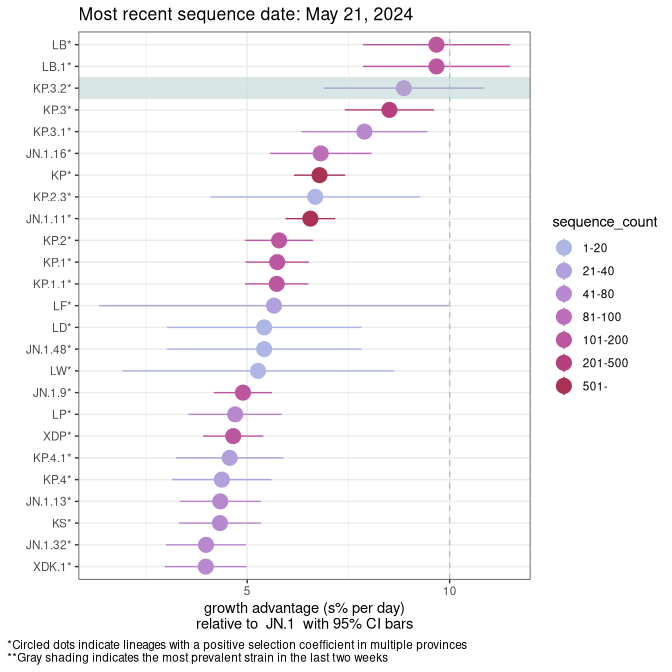 Most recent sequence date: May 21, 2024
LB*
LB.1*
KP.3.2*
KP.3*
KP.3.1*
JN.1.16*
KP*
KP.2.3*
JN.1.11*
KP.2*
KP.1*
KP.1.1*
LF*
LD*
JN.1.48*
LW*
JN.1.9*
LP*
XDP*
KP.4.1*
KP.4*
JN.1.13*
KS*
JN.1.32*
XDK.1*
5 10
growth advantage (s% per day)
relative to JN.1 with 95% CI bars
sequence_count
1-20
21-40
41-80
81-100
101-200
201-500
501-
*Circled dots indicate lineages with a positive selection coefficient in multiple provinces
**Gray shading indicates the most prevalent strain in the last two weeks